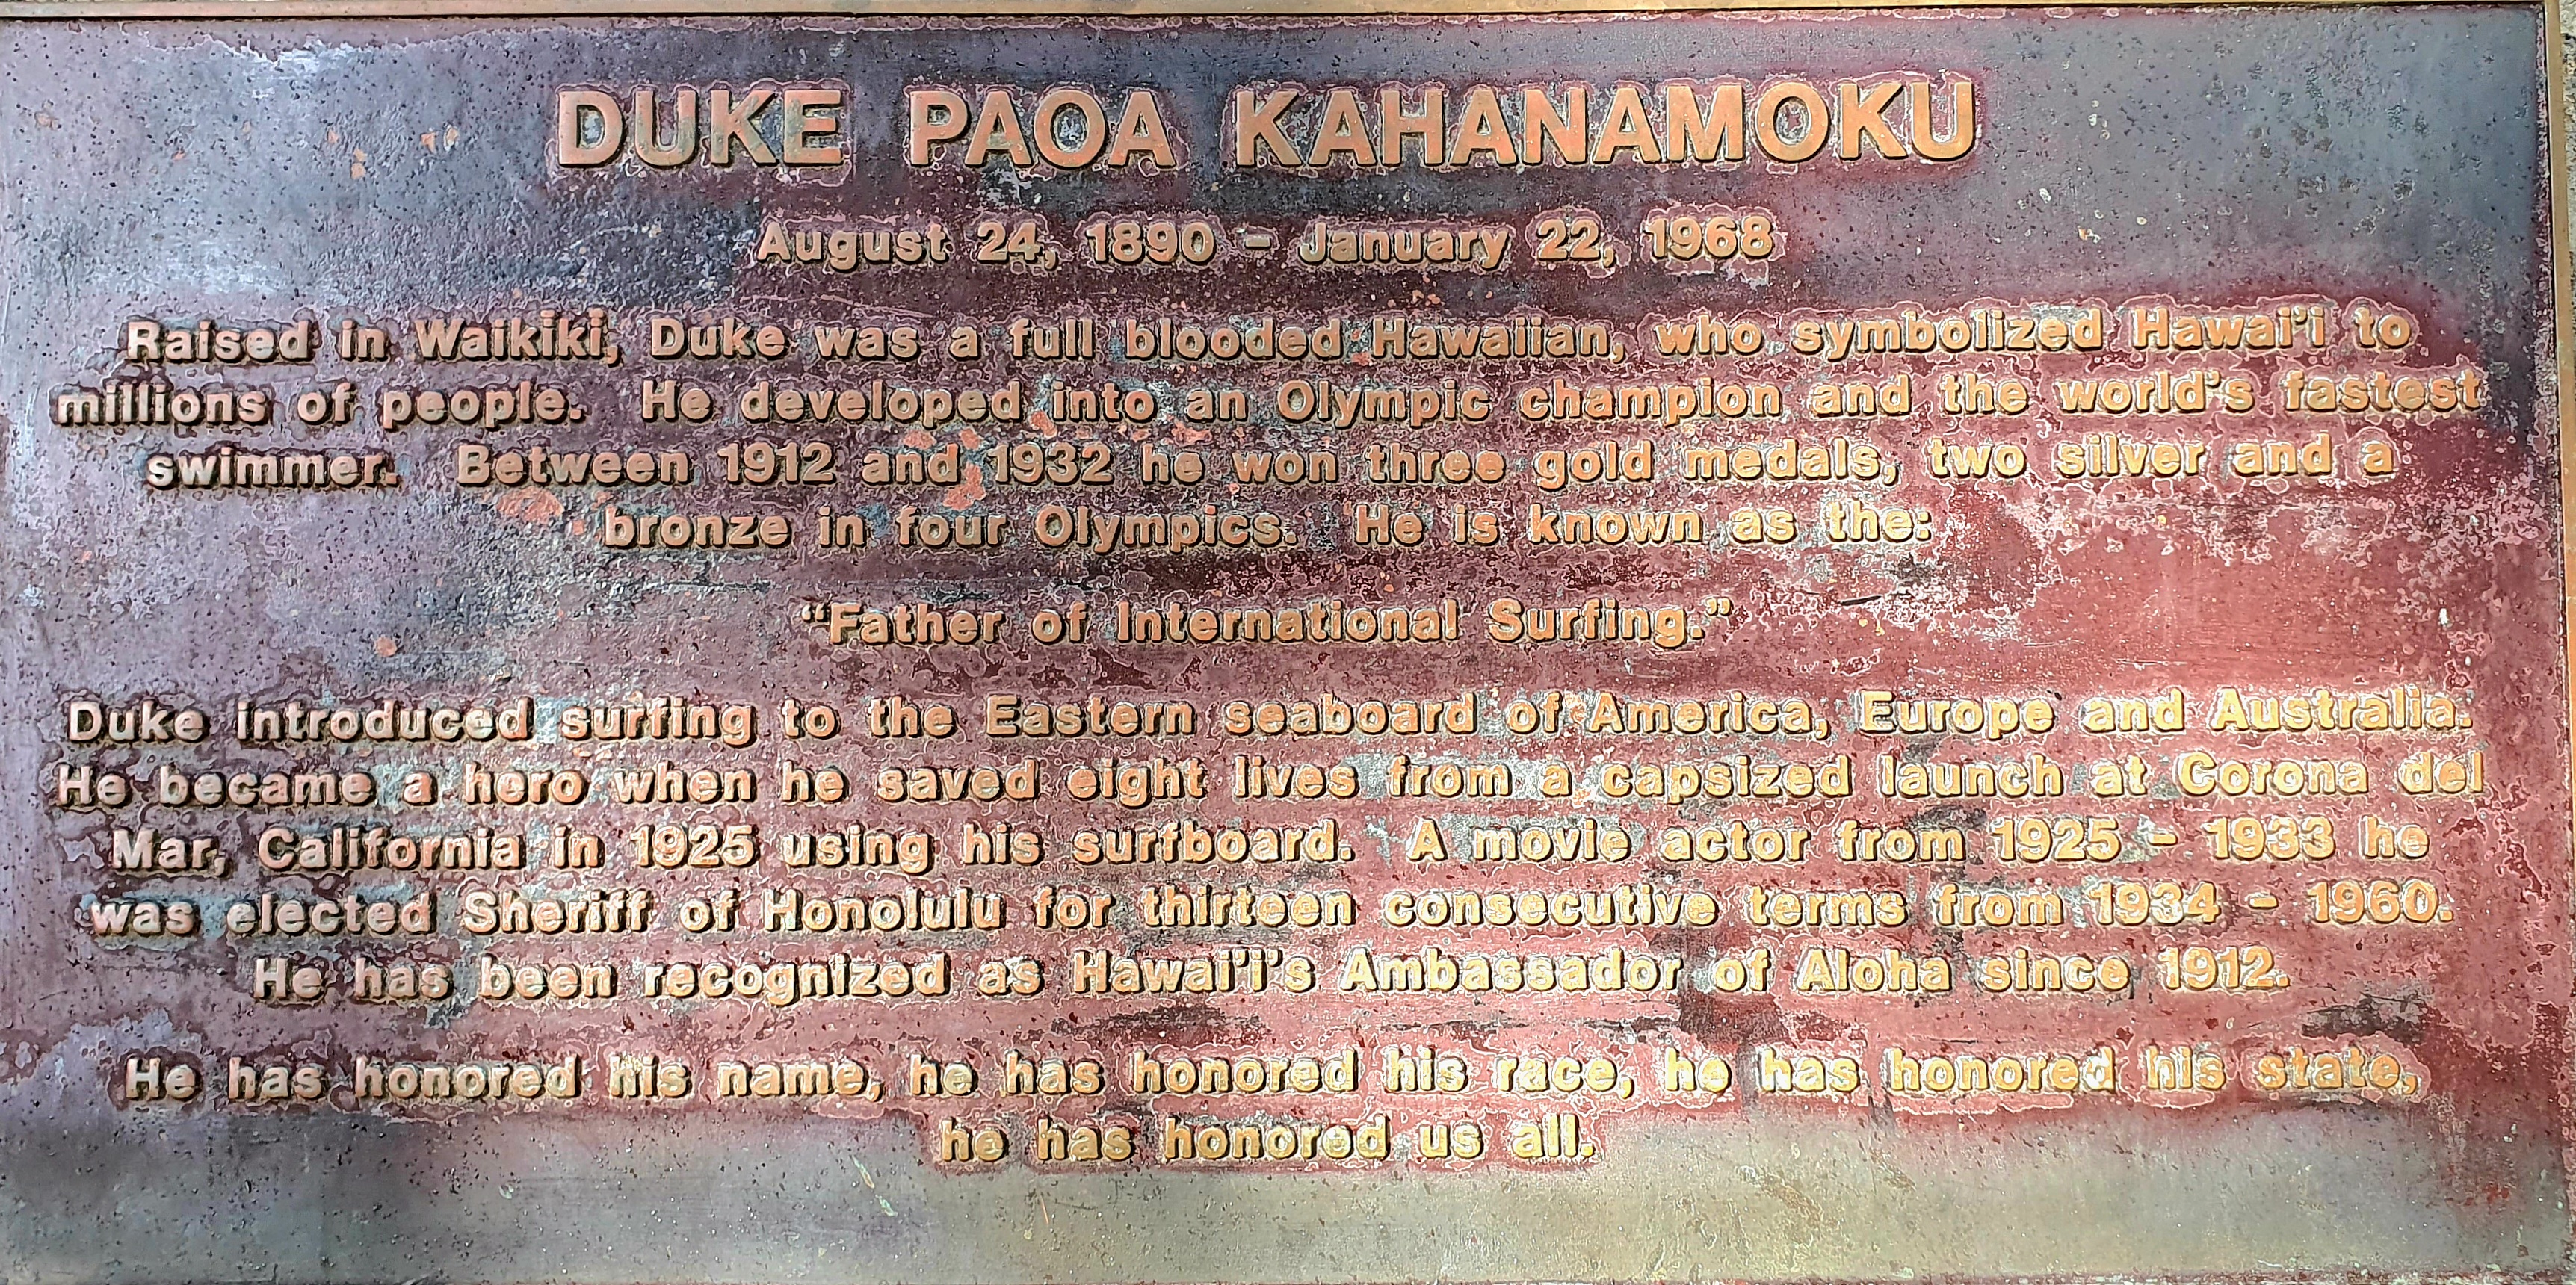 DUKE PAOA KAHANAMOKU
August 24, 1890 - January 22, 1968
Raised in Waikiki, Duke was a full blooded Hawaiian, who symbolized Hawai'i to
millions of people. He developed into an Olympic champion and the world's fastest
swimmer. Between 1912 and 1932 he won three gold medals, two silver and a
bronze in four Olympics. He is known as the:
“Father of International Surfing.”
Duke introduced surfing to the Eastern seaboard of America, Europe and Australia.
He became a hero when he saved eight lives from a capsized launch at Corona del
Mar, California in 1925 using his surfboard. A movie actor from 1925 - 1933 he
was elected Sheriff of Honolulu for thirteen consecutive terms from 1934 - 1960.
He has been recognized as Hawai'i's Ambassador of Aloha since 1912.
He has honored his name, he has honored his race, he has honored his state,
he has honored us all.